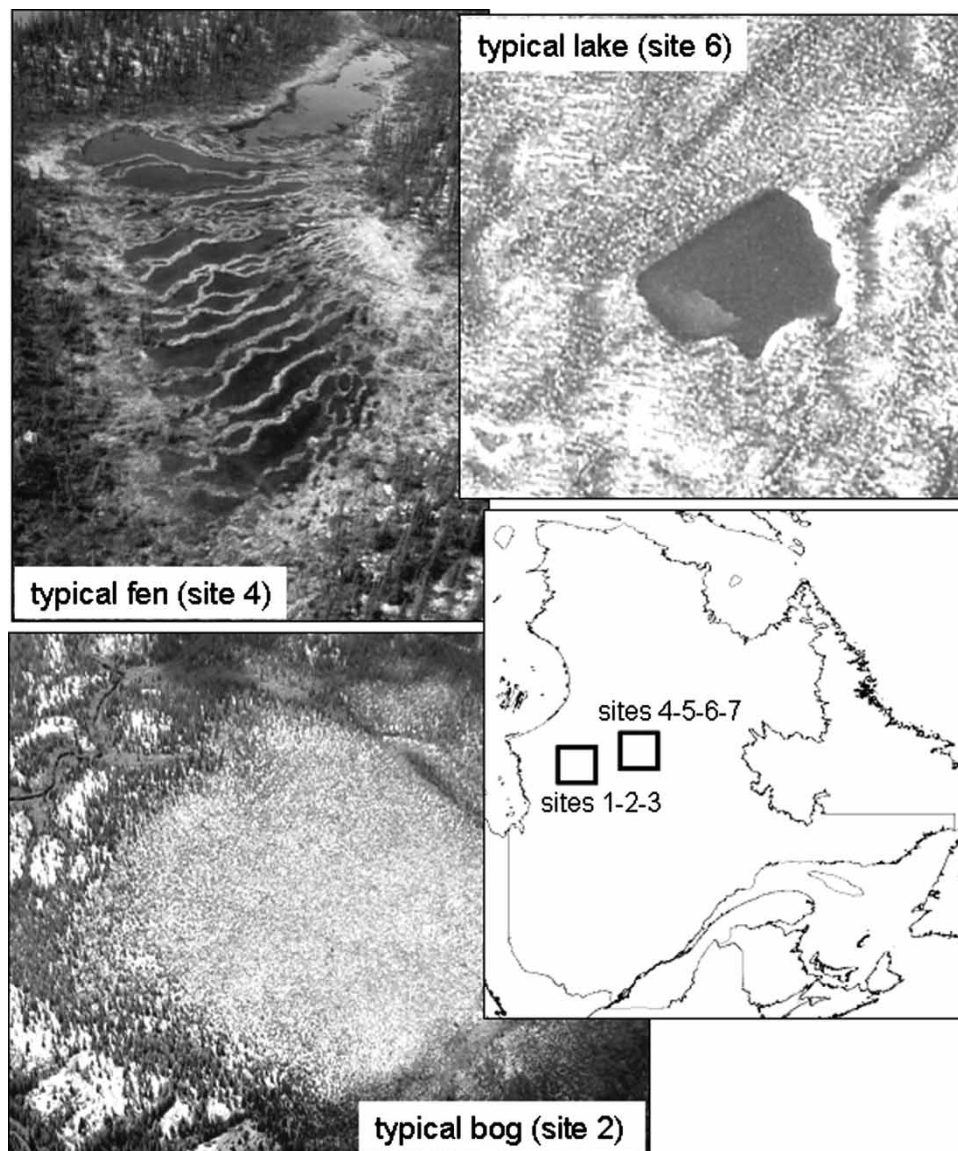 typical lake (site 6)
typical fen (site 4)
sites 4-5-6-7
sites 1-2-3
typical bog (site 2)